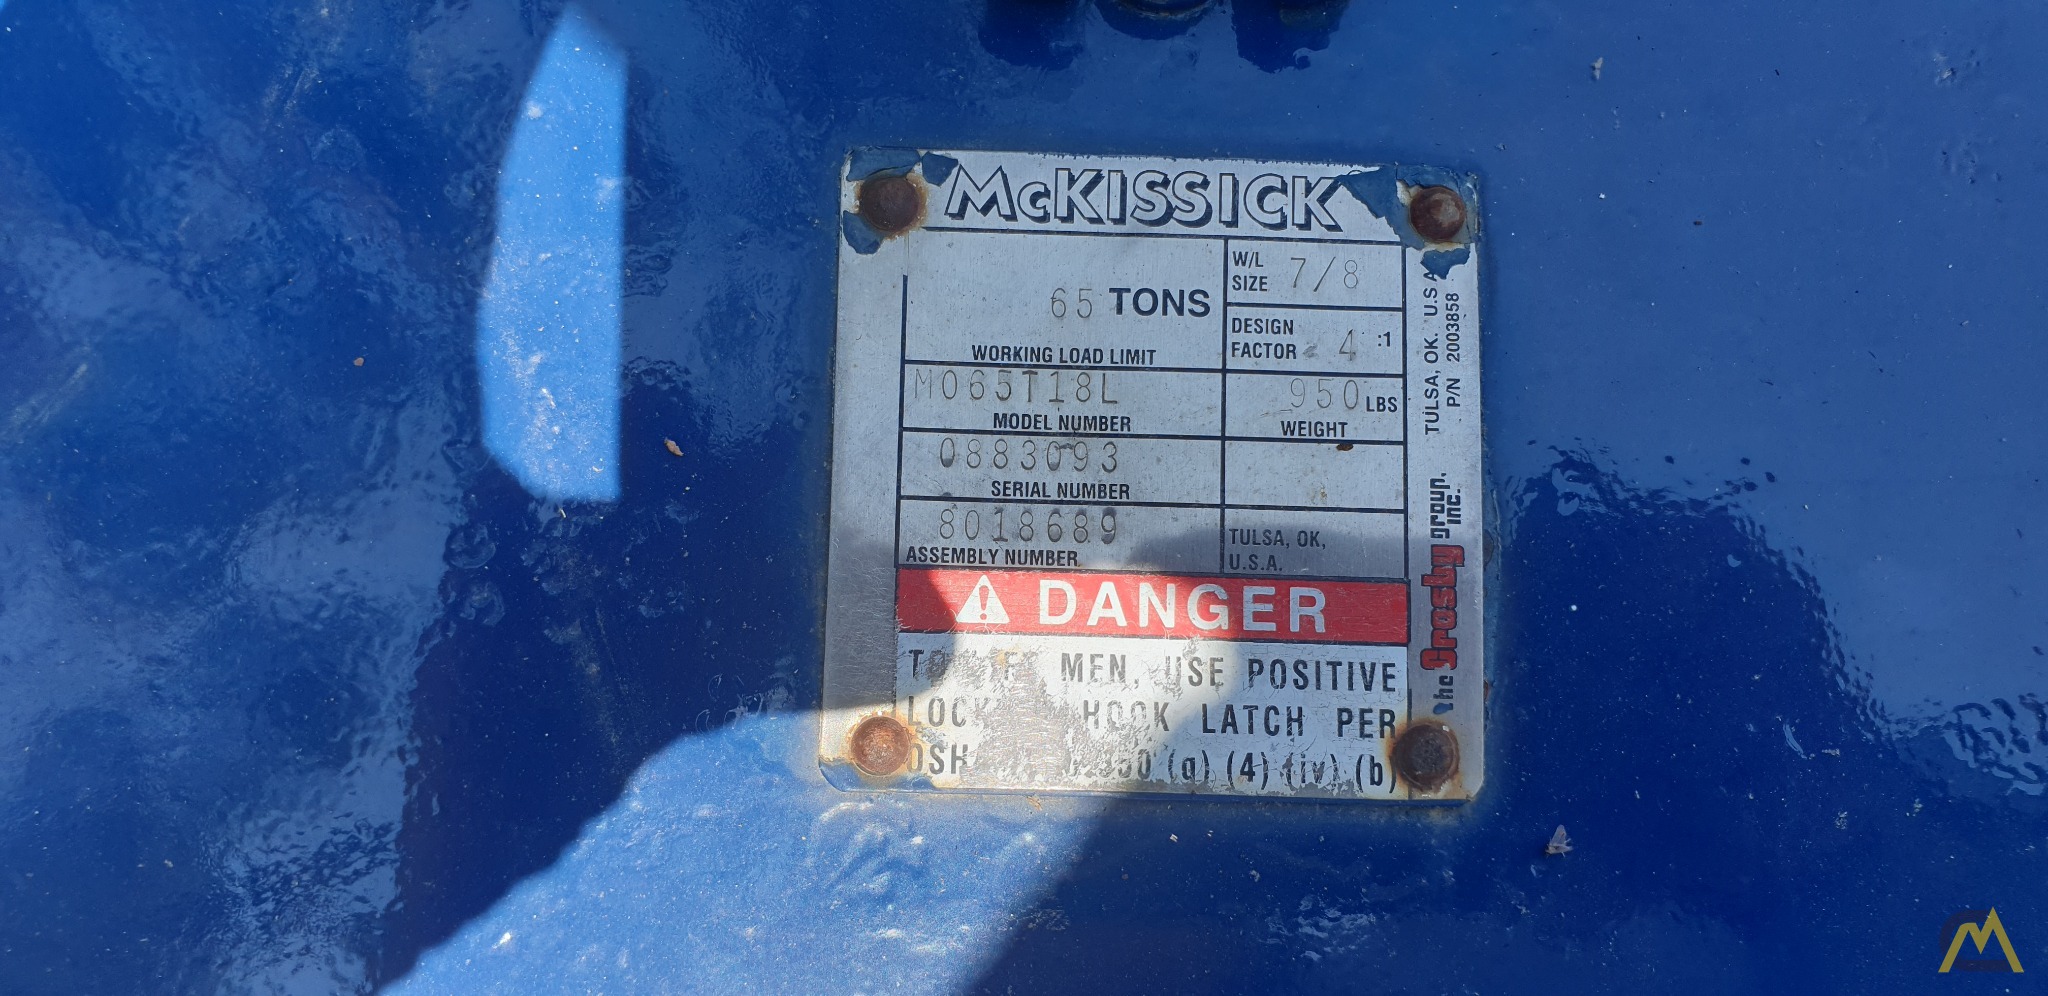 McKISSICK
65 TONS
WORKING LOAD LIMIT
W/L
SIZE 7/8
DESIGN
FACTOR 4 :1
M065T18L
MODEL NUMBER
950 LBS
WEIGHT
0883093
SERIAL NUMBER
8018689
ASSEMBLY NUMBER
TULSA, OK,
U.S.A.
DANGER
MEN, USE POSITIVE
HOOK LATCH PER
(a) (4) (iv) (b)
the Crosby group, inc.
TULSA, OK. U.S A
P/N 2003858